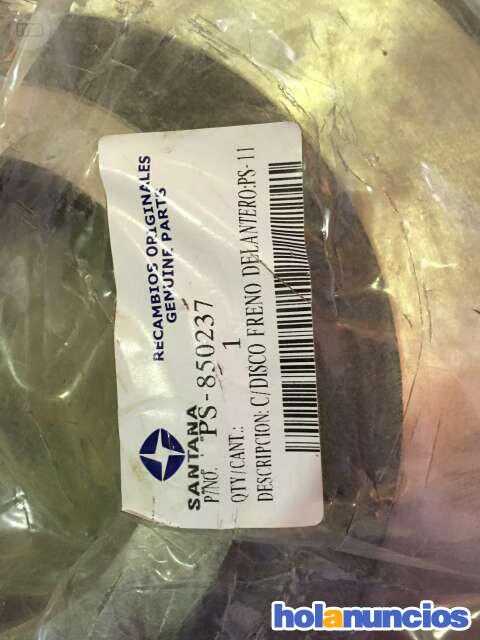 RECAMBIOS ORIGINALES
GENUINE PARTS
SANTANA
P/NO. PS-850237
QTY/CANT.: 1
DESCRIPCION: C/DISCO FRENO DELANTERO:PS-11
holanuncios